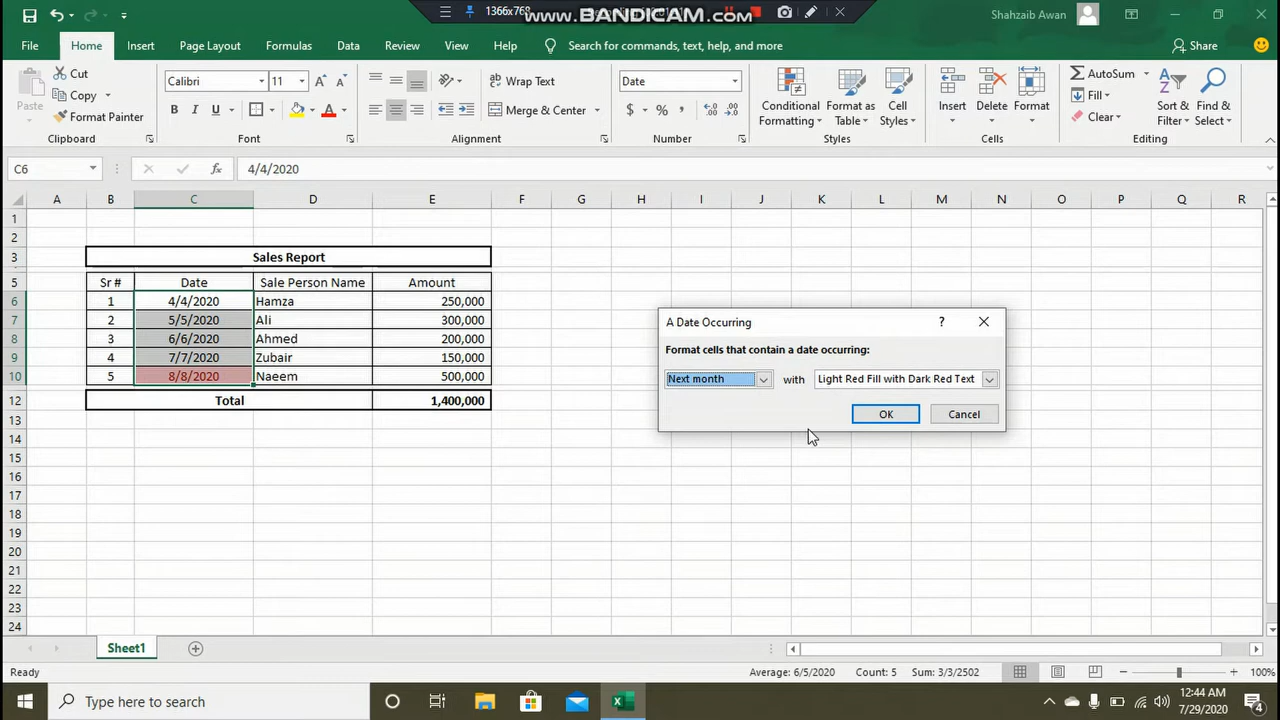 1366x768
www.BANDICAM.com
Shahzaib Awan
File Home Insert Page Layout Formulas Data Review View Help Search for commands, text, help, and more Share
Paste
Cut
Copy
Format Painter
Clipboard
Calibri 11
B I U A
Font
Wrap Text
Merge & Center
Alignment
Date
$ %
Number
Conditional Formatting
Format as Table
Cell Styles
Styles
Insert Delete Format
Cells
AutoSum
Fill
Clear
Sort & Filter
Find & Select
Editing
C6 fx 4/4/2020
A B C D E F G H I J K L M N O P Q R
1
2
3 Sales Report
5 Sr # Date Sale Person Name Amount
6 1 4/4/2020 Hamza 250,000
7 2 5/5/2020 Ali 300,000
8 3 6/6/2020 Ahmed 200,000
9 4 7/7/2020 Zubair 150,000
10 5 8/8/2020 Naeem 500,000
12 Total 1,400,000
13
14
15
16
17
18
19
20
21
22
23
24
A Date Occurring ?
Format cells that contain a date occurring:
Next month with Light Red Fill with Dark Red Text
OK Cancel
Sheet1
Ready Average: 6/5/2020 Count: 5 Sum: 3/3/2502 100%
Type here to search
12:44 AM
7/29/2020
4